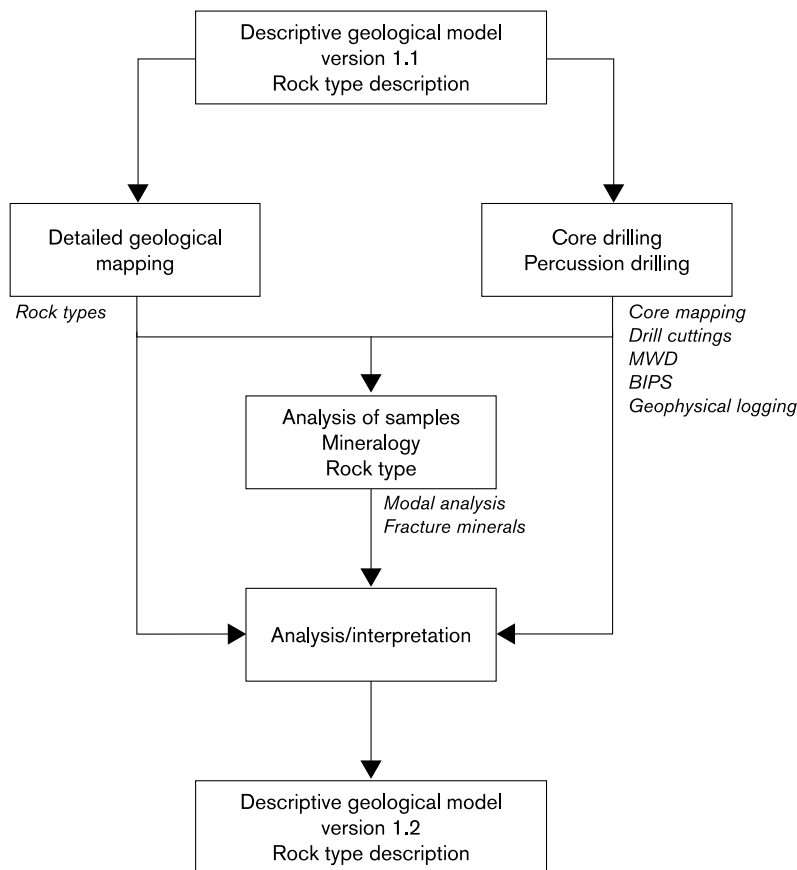 Descriptive geological model
version 1.1
Rock type description
Detailed geological
mapping
Core drilling
Percussion drilling
Rock types
Core mapping
Drill cuttings
MWD
BIPS
Geophysical logging
Analysis of samples
Mineralogy
Rock type
Modal analysis
Fracture minerals
Analysis/interpretation
Descriptive geological model
version 1.2
Rock type description